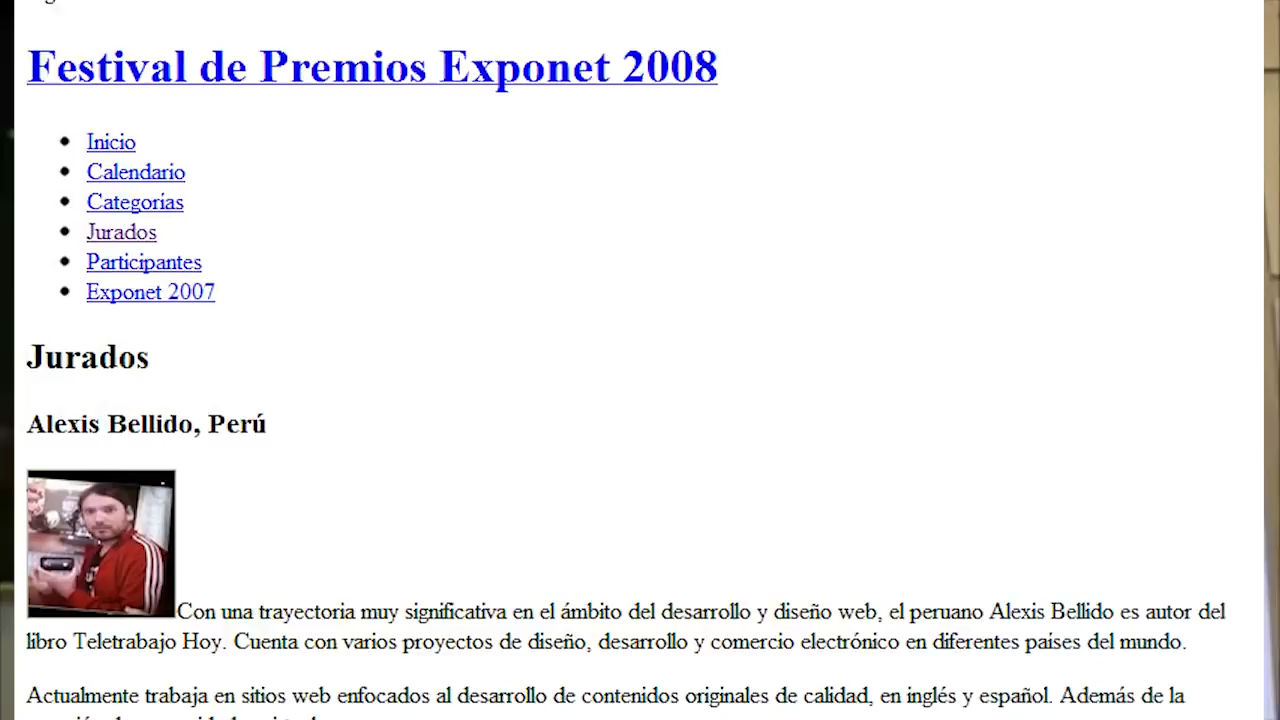 Festival de Premios Exponet 2008
Inicio
Calendario
Categorías
Jurados
Participantes
Exponet 2007
Jurados
Alexis Bellido, Perú
Con una trayectoria muy significativa en el ámbito del desarrollo y diseño web, el peruano Alexis Bellido es autor del
libro Teletrabajo Hoy. Cuenta con varios proyectos de diseño, desarrollo y comercio electrónico en diferentes países del mundo.
Actualmente trabaja en sitios web enfocados al desarrollo de contenidos originales de calidad, en inglés y español. Además de la